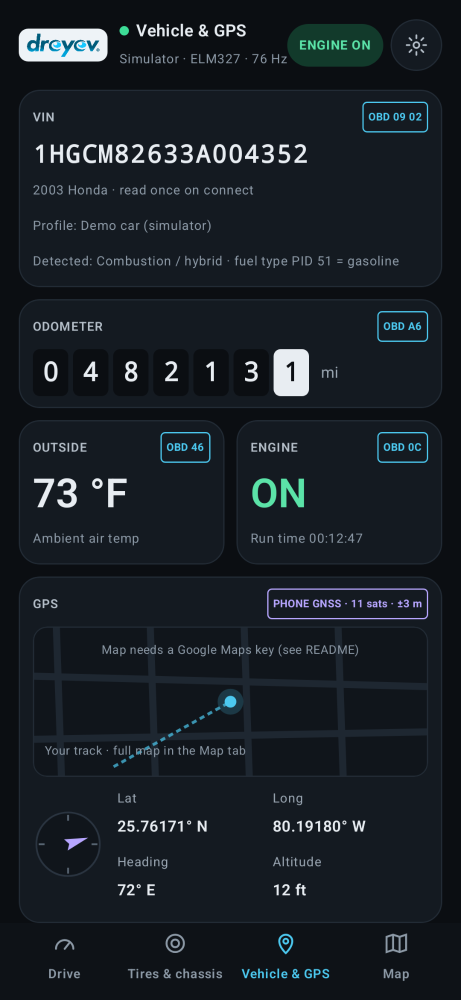 dreyev.
Vehicle & GPS
Simulator · ELM327 · 76 Hz
ENGINE ON
VIN
OBD 09 02
1HGCM82633A004352
2003 Honda · read once on connect
Profile: Demo car (simulator)
Detected: Combustion / hybrid · fuel type PID 51 = gasoline
ODOMETER
OBD A6
0 4 8 2 1 3 1 mi
OUTSIDE
OBD 46
73 °F
Ambient air temp
ENGINE
OBD 0C
ON
Run time 00:12:47
GPS
PHONE GNSS · 11 sats · ±3 m
Map needs a Google Maps key (see README)
Your track · full map in the Map tab
Lat
25.76171° N
Long
80.19180° W
Heading
72° E
Altitude
12 ft
Drive
Tires & chassis
Vehicle & GPS
Map